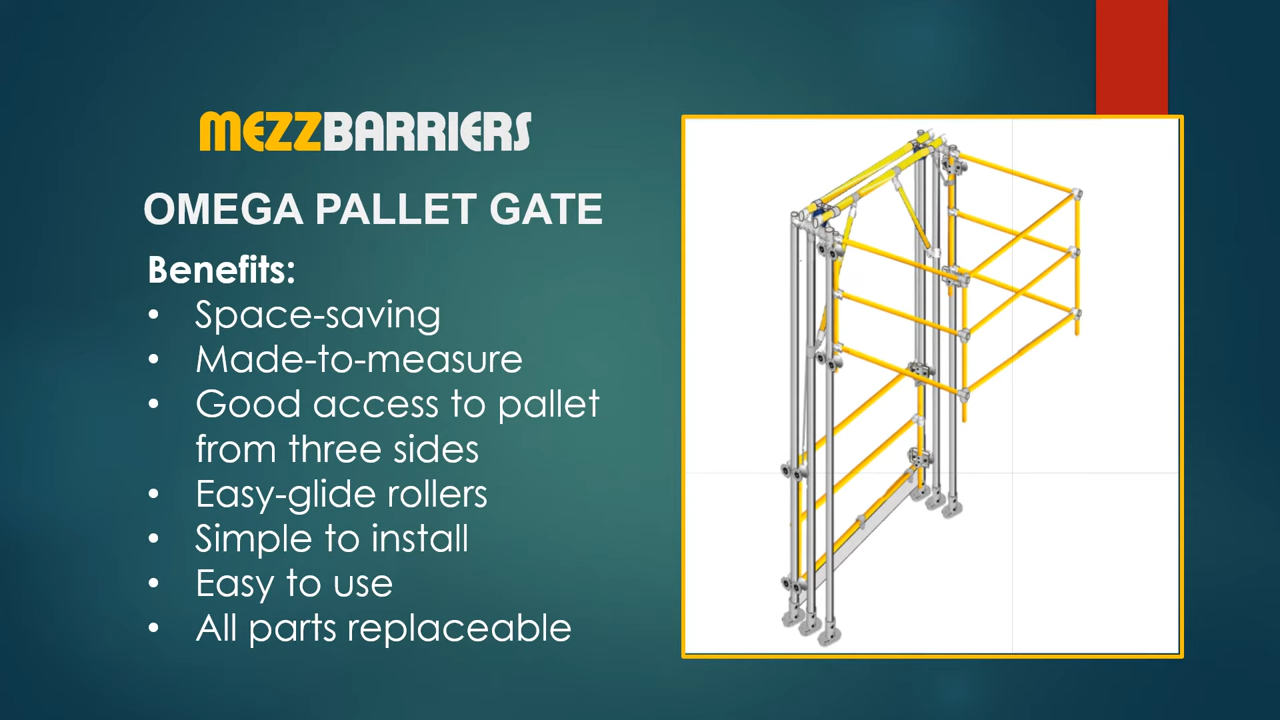 MEZZBARRIERS
OMEGA PALLET GATE
Benefits:
• Space-saving
• Made-to-measure
• Good access to pallet
from three sides
• Easy-glide rollers
• Simple to install
• Easy to use
• All parts replaceable